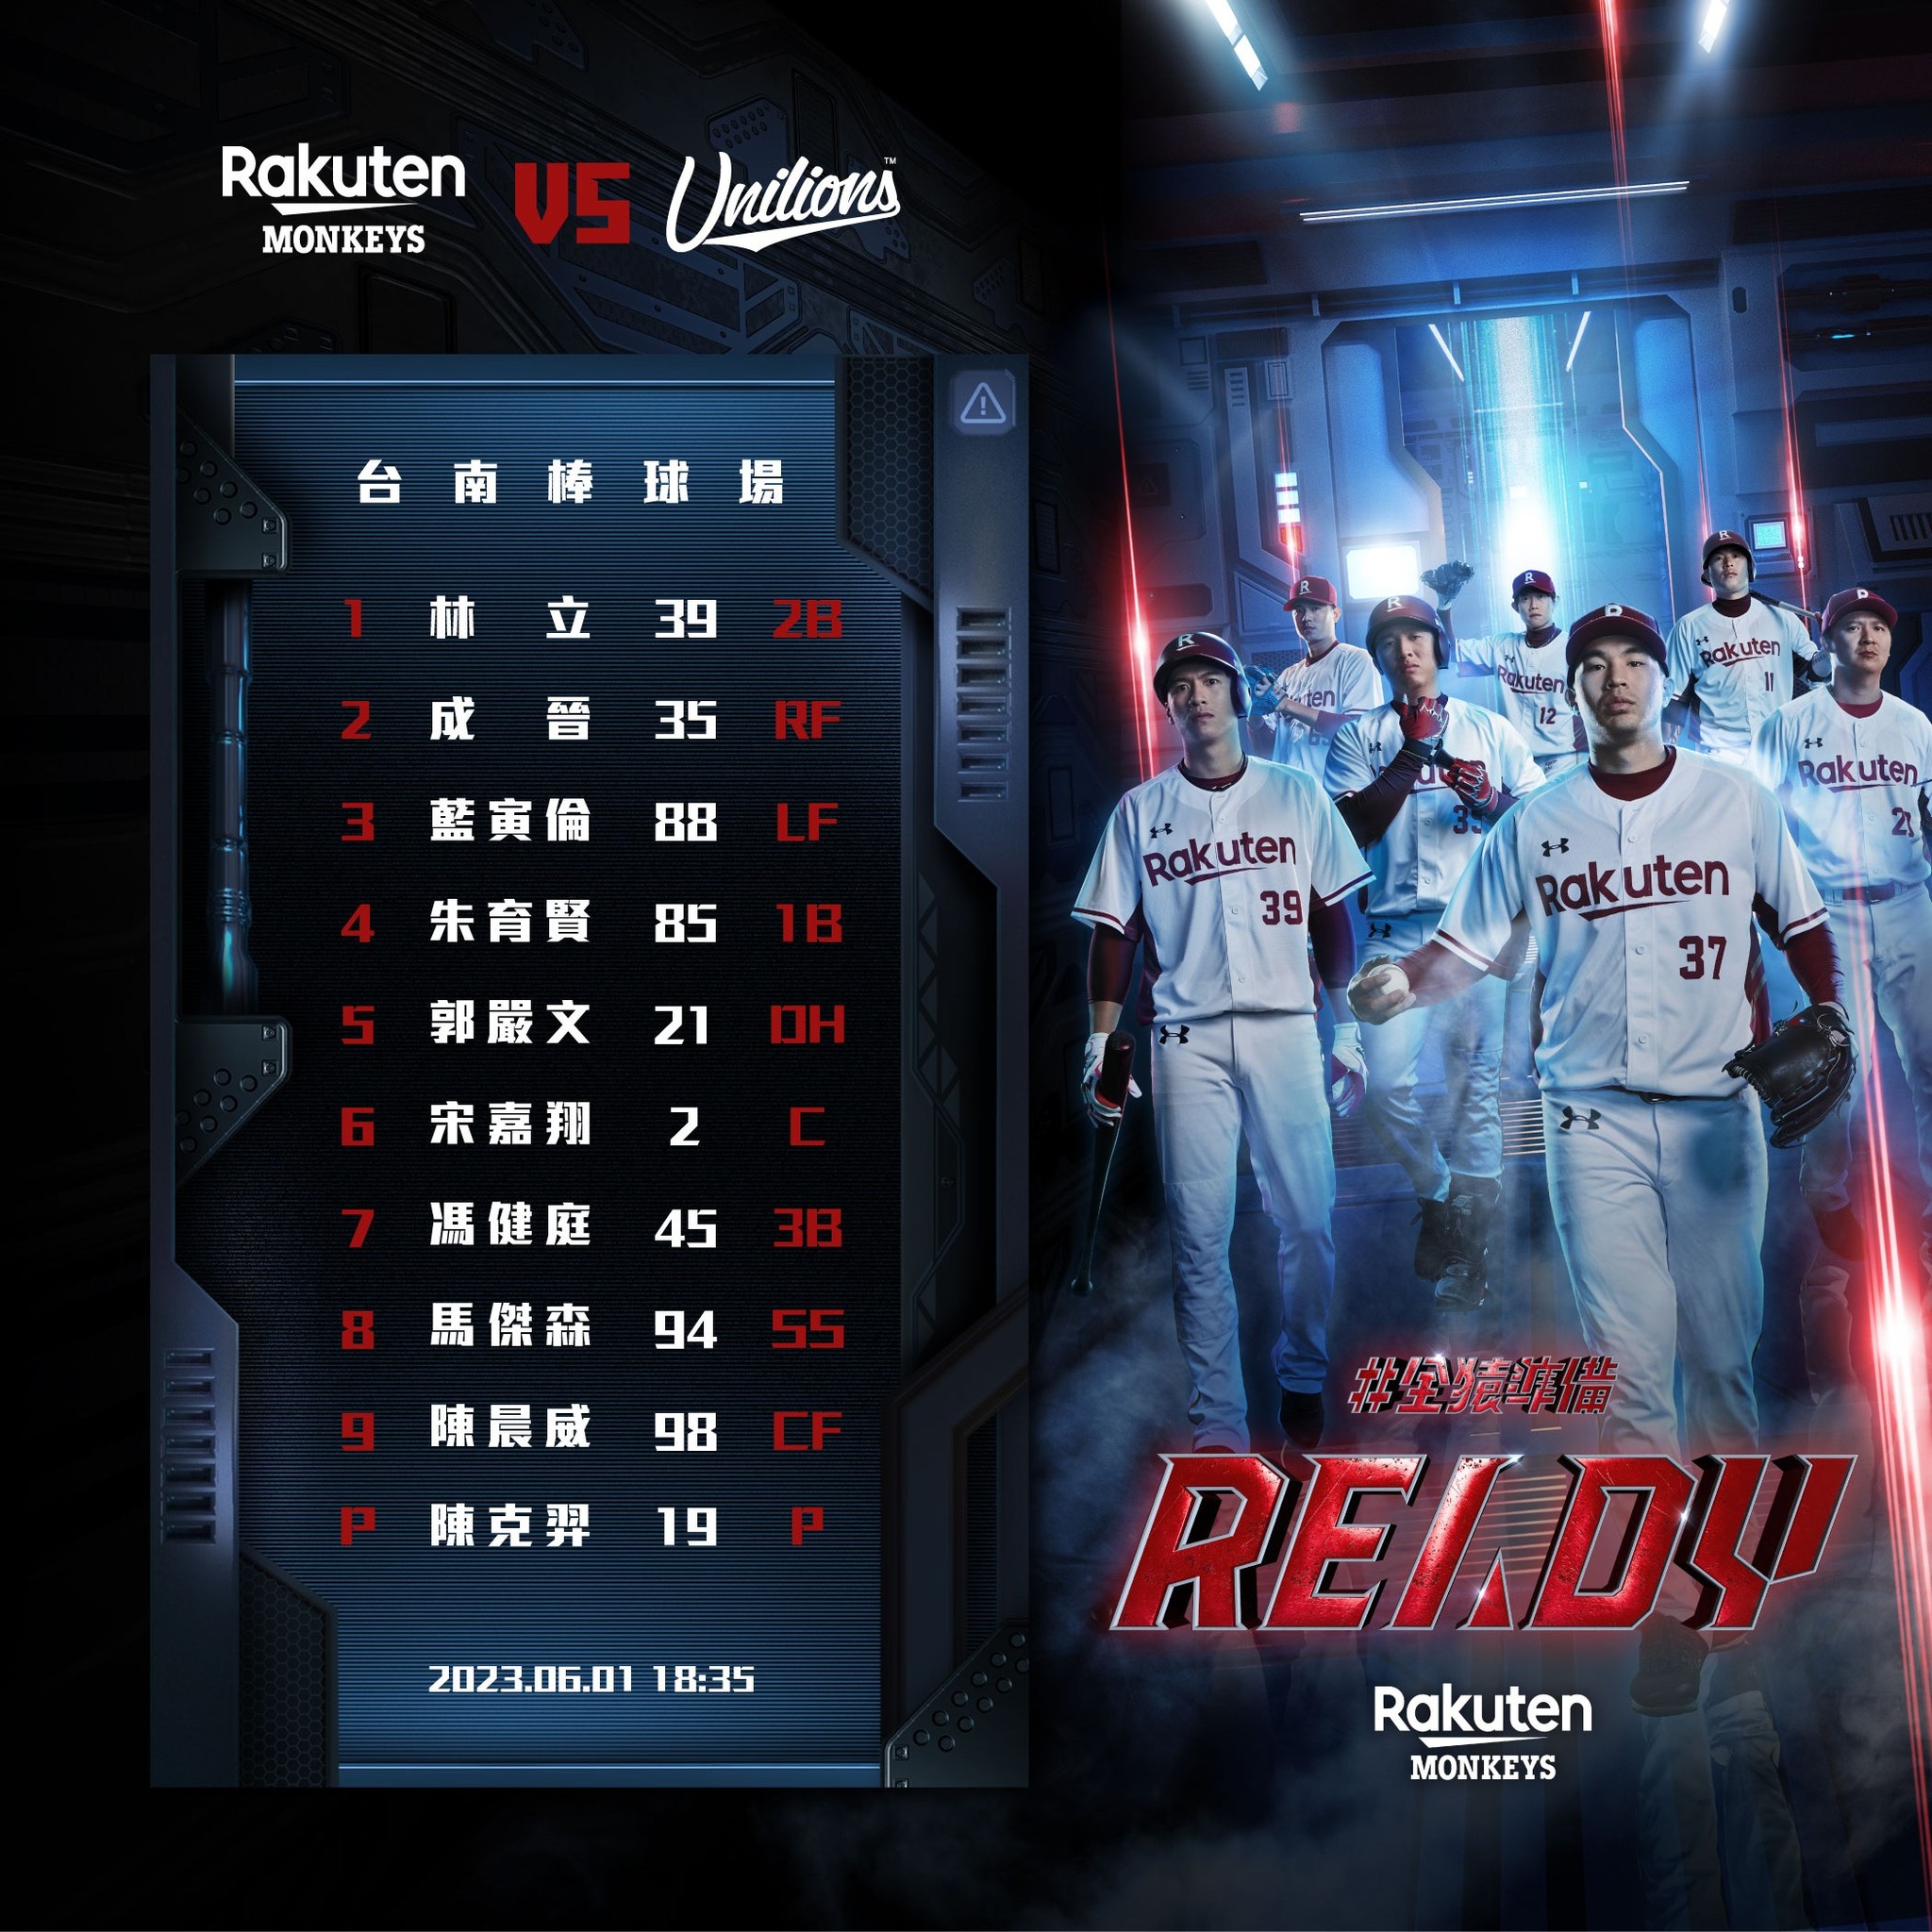 Rakuten
MONKEYS
VS
Unilions™
台南棒球場
1 林立 39 2B
2 成晉 35 RF
3 藍寅倫 88 LF
4 朱育賢 85 1B
5 郭嚴文 21 DH
6 宋嘉翔 2 C
7 馮健庭 45 3B
8 馬傑森 94 SS
9 陳晨威 98 CF
P 陳克羿 19 P
2023.06.01 18:35
R
R
R
R
R
Rakuten
12
Rakuten
11
Rakuten
39
Rakuten
37
Rakuten
21
#全猿準備
READY
Rakuten
MONKEYS